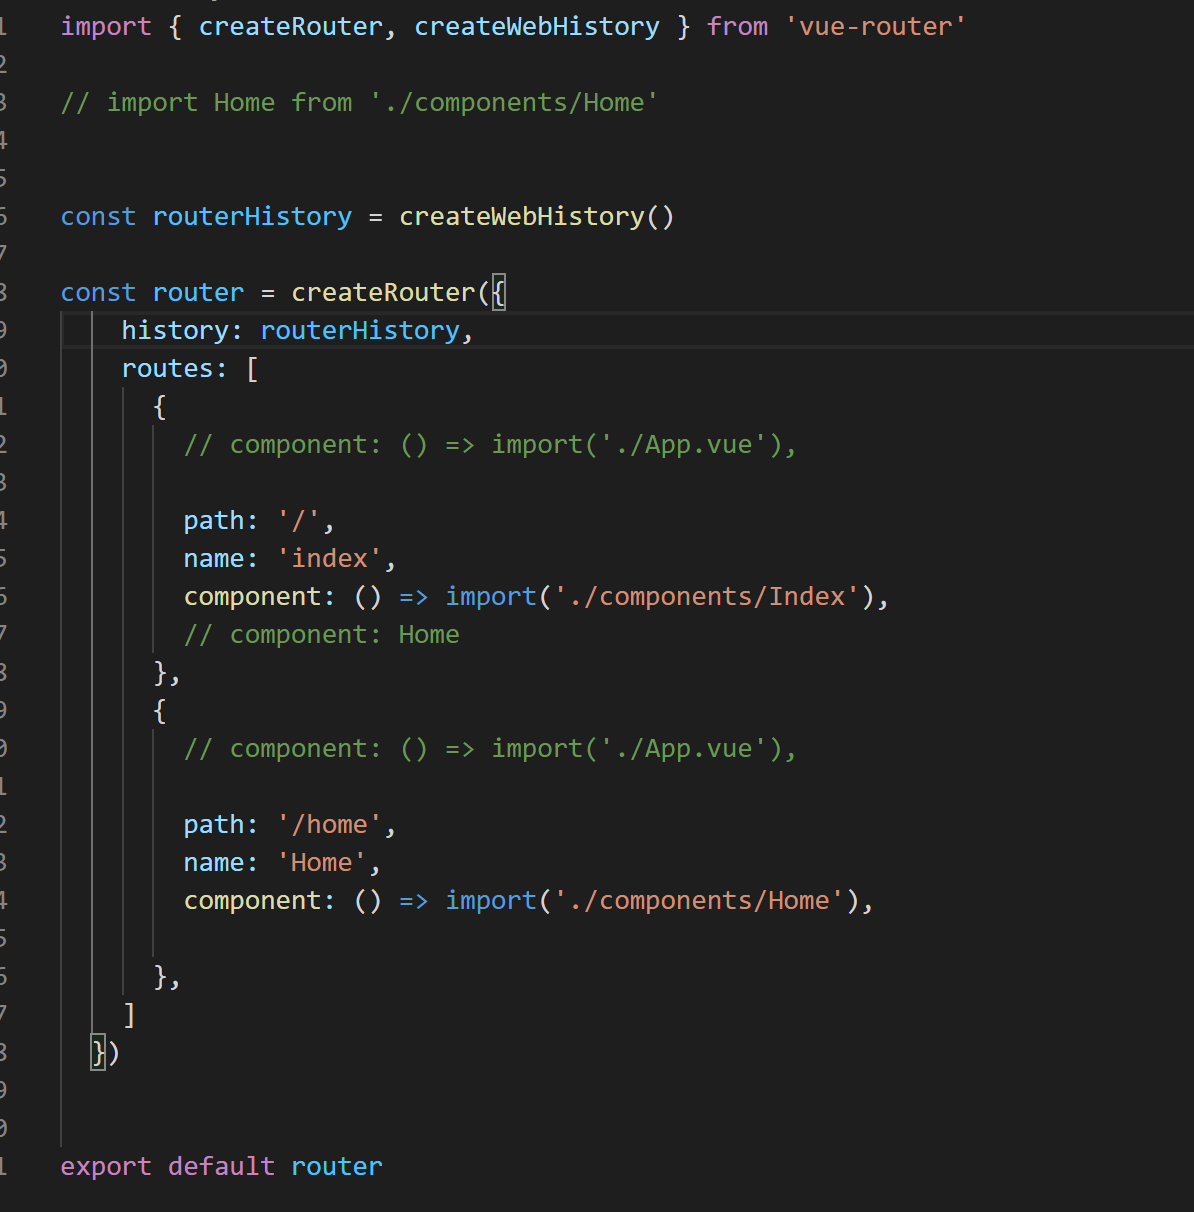 1 import { createRouter, createWebHistory } from 'vue-router'
2
3 // import Home from './components/Home'
4
5
6 const routerHistory = createWebHistory()
7
8 const router = createRouter({
9 history: routerHistory,
0 routes: [
1 {
2 // component: () => import('./App.vue'),
3
4 path: '/',
5 name: 'index',
6 component: () => import('./components/Index'),
7 // component: Home
8 },
9 {
0 // component: () => import('./App.vue'),
1
2 path: '/home',
3 name: 'Home',
4 component: () => import('./components/Home'),
5
6 },
7 ]
8 })
9
0
1 export default router